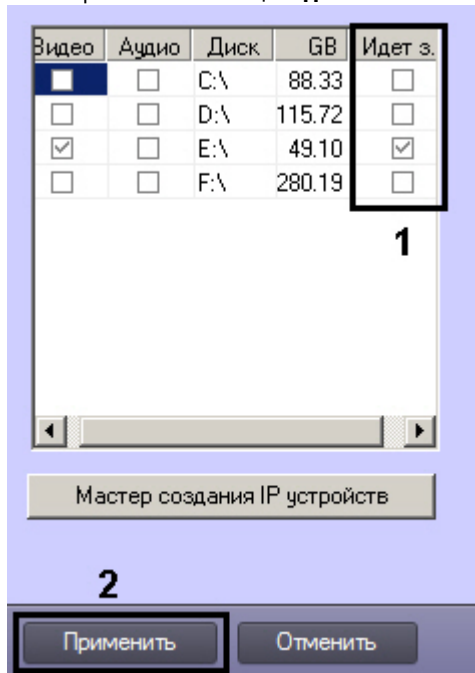 Видео Аудио Диск GB Идет з.
C:\ 88.33
D:\ 115.72
E:\ 49.10
F:\ 280.19
1
Мастер создания IP устройств
2
Применить Отменить